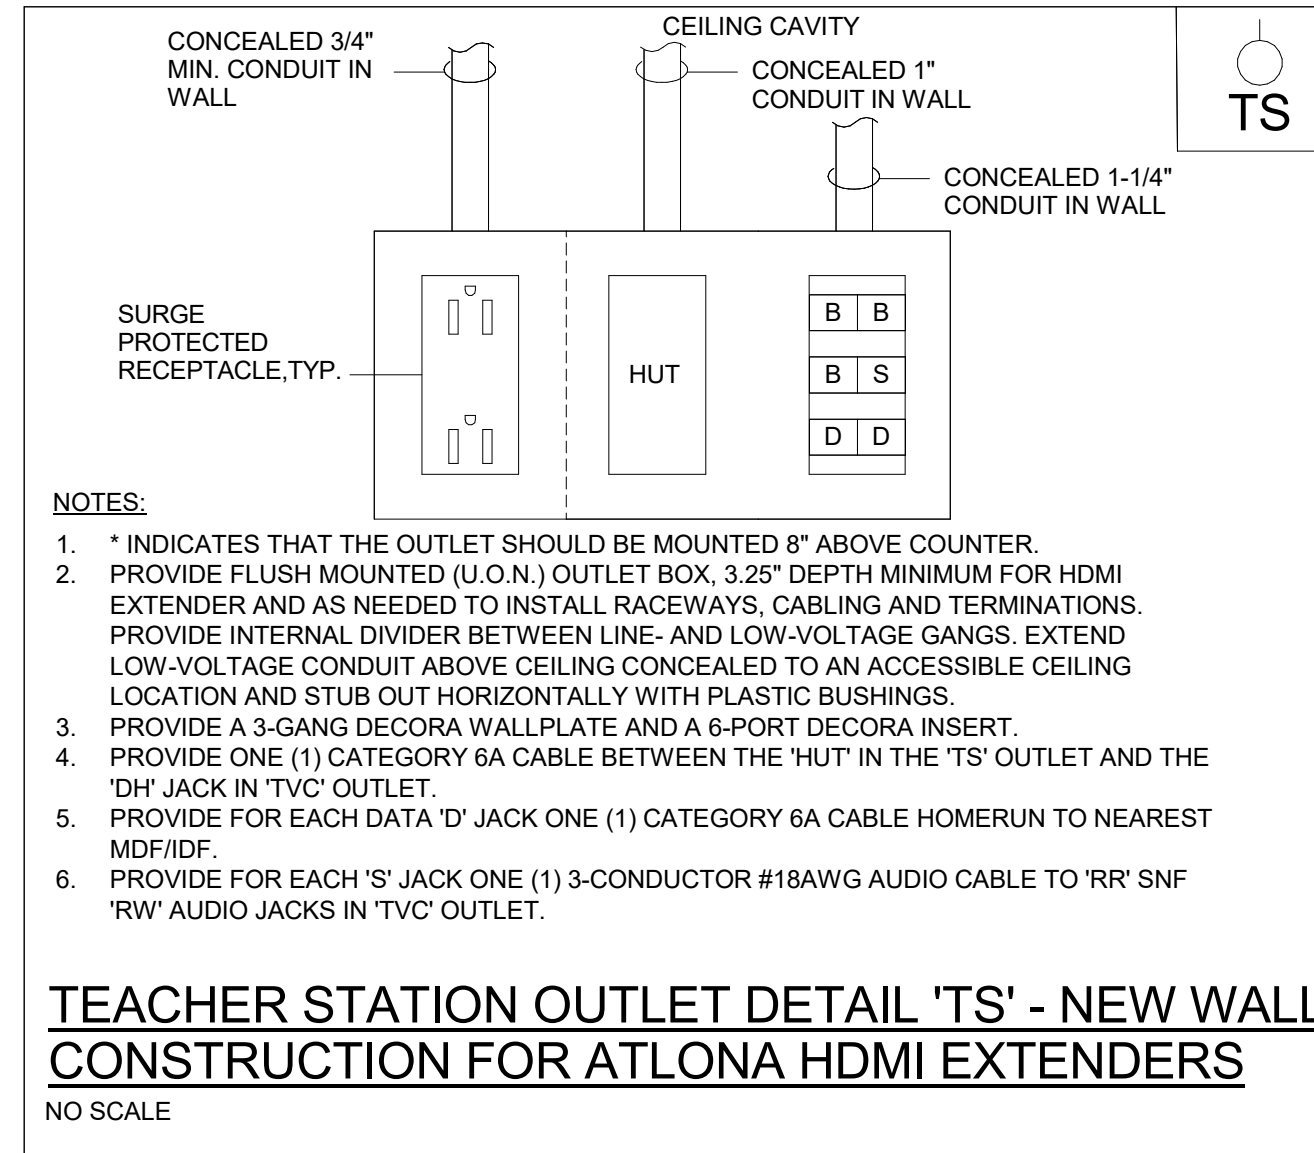 CEILING CAVITY
CONCEALED 3/4"
MIN. CONDUIT IN
WALL
CONCEALED 1"
CONDUIT IN WALL
TS
CONCEALED 1-1/4"
CONDUIT IN WALL
SURGE
PROTECTED
RECEPTACLE,TYP.
HUT
B B
B S
D D
NOTES:
1. * INDICATES THAT THE OUTLET SHOULD BE MOUNTED 8" ABOVE COUNTER.
2. PROVIDE FLUSH MOUNTED (U.O.N.) OUTLET BOX, 3.25" DEPTH MINIMUM FOR HDMI
EXTENDER AND AS NEEDED TO INSTALL RACEWAYS, CABLING AND TERMINATIONS.
PROVIDE INTERNAL DIVIDER BETWEEN LINE- AND LOW-VOLTAGE GANGS. EXTEND
LOW-VOLTAGE CONDUIT ABOVE CEILING CONCEALED TO AN ACCESSIBLE CEILING
LOCATION AND STUB OUT HORIZONTALLY WITH PLASTIC BUSHINGS.
3. PROVIDE A 3-GANG DECORA WALLPLATE AND A 6-PORT DECORA INSERT.
4. PROVIDE ONE (1) CATEGORY 6A CABLE BETWEEN THE 'HUT' IN THE 'TS' OUTLET AND THE
'DH' JACK IN 'TVC' OUTLET.
5. PROVIDE FOR EACH DATA 'D' JACK ONE (1) CATEGORY 6A CABLE HOMERUN TO NEAREST
MDF/IDF.
6. PROVIDE FOR EACH 'S' JACK ONE (1) 3-CONDUCTOR #18AWG AUDIO CABLE TO 'RR' SNF
'RW' AUDIO JACKS IN 'TVC' OUTLET.
TEACHER STATION OUTLET DETAIL 'TS' - NEW WALL
CONSTRUCTION FOR ATLONA HDMI EXTENDERS
NO SCALE